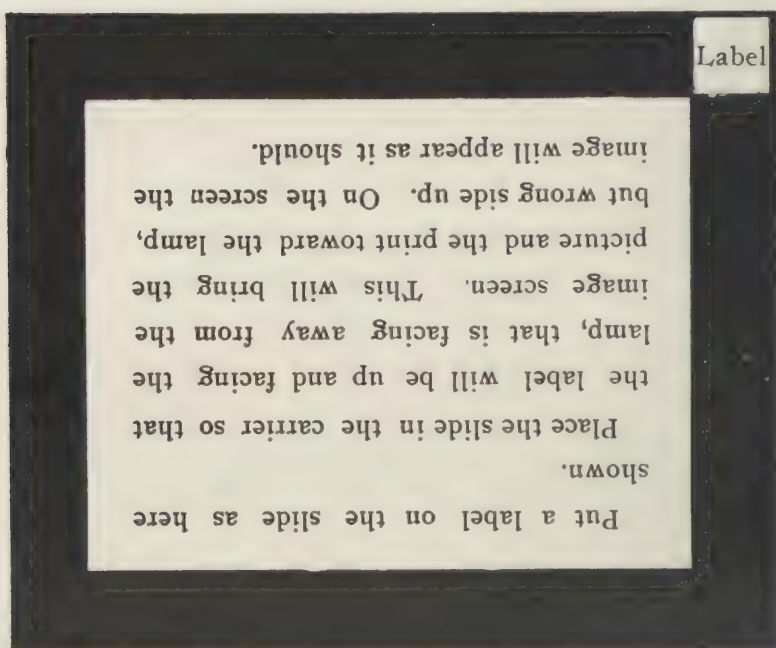 Label
Put a label on the slide as here
shown.
Place the slide in the carrier so that
the label will be up and facing the
lamp, that is facing away from the
image screen. This will bring the
picture and the print toward the lamp,
but wrong side up. On the screen the
image will appear as it should.